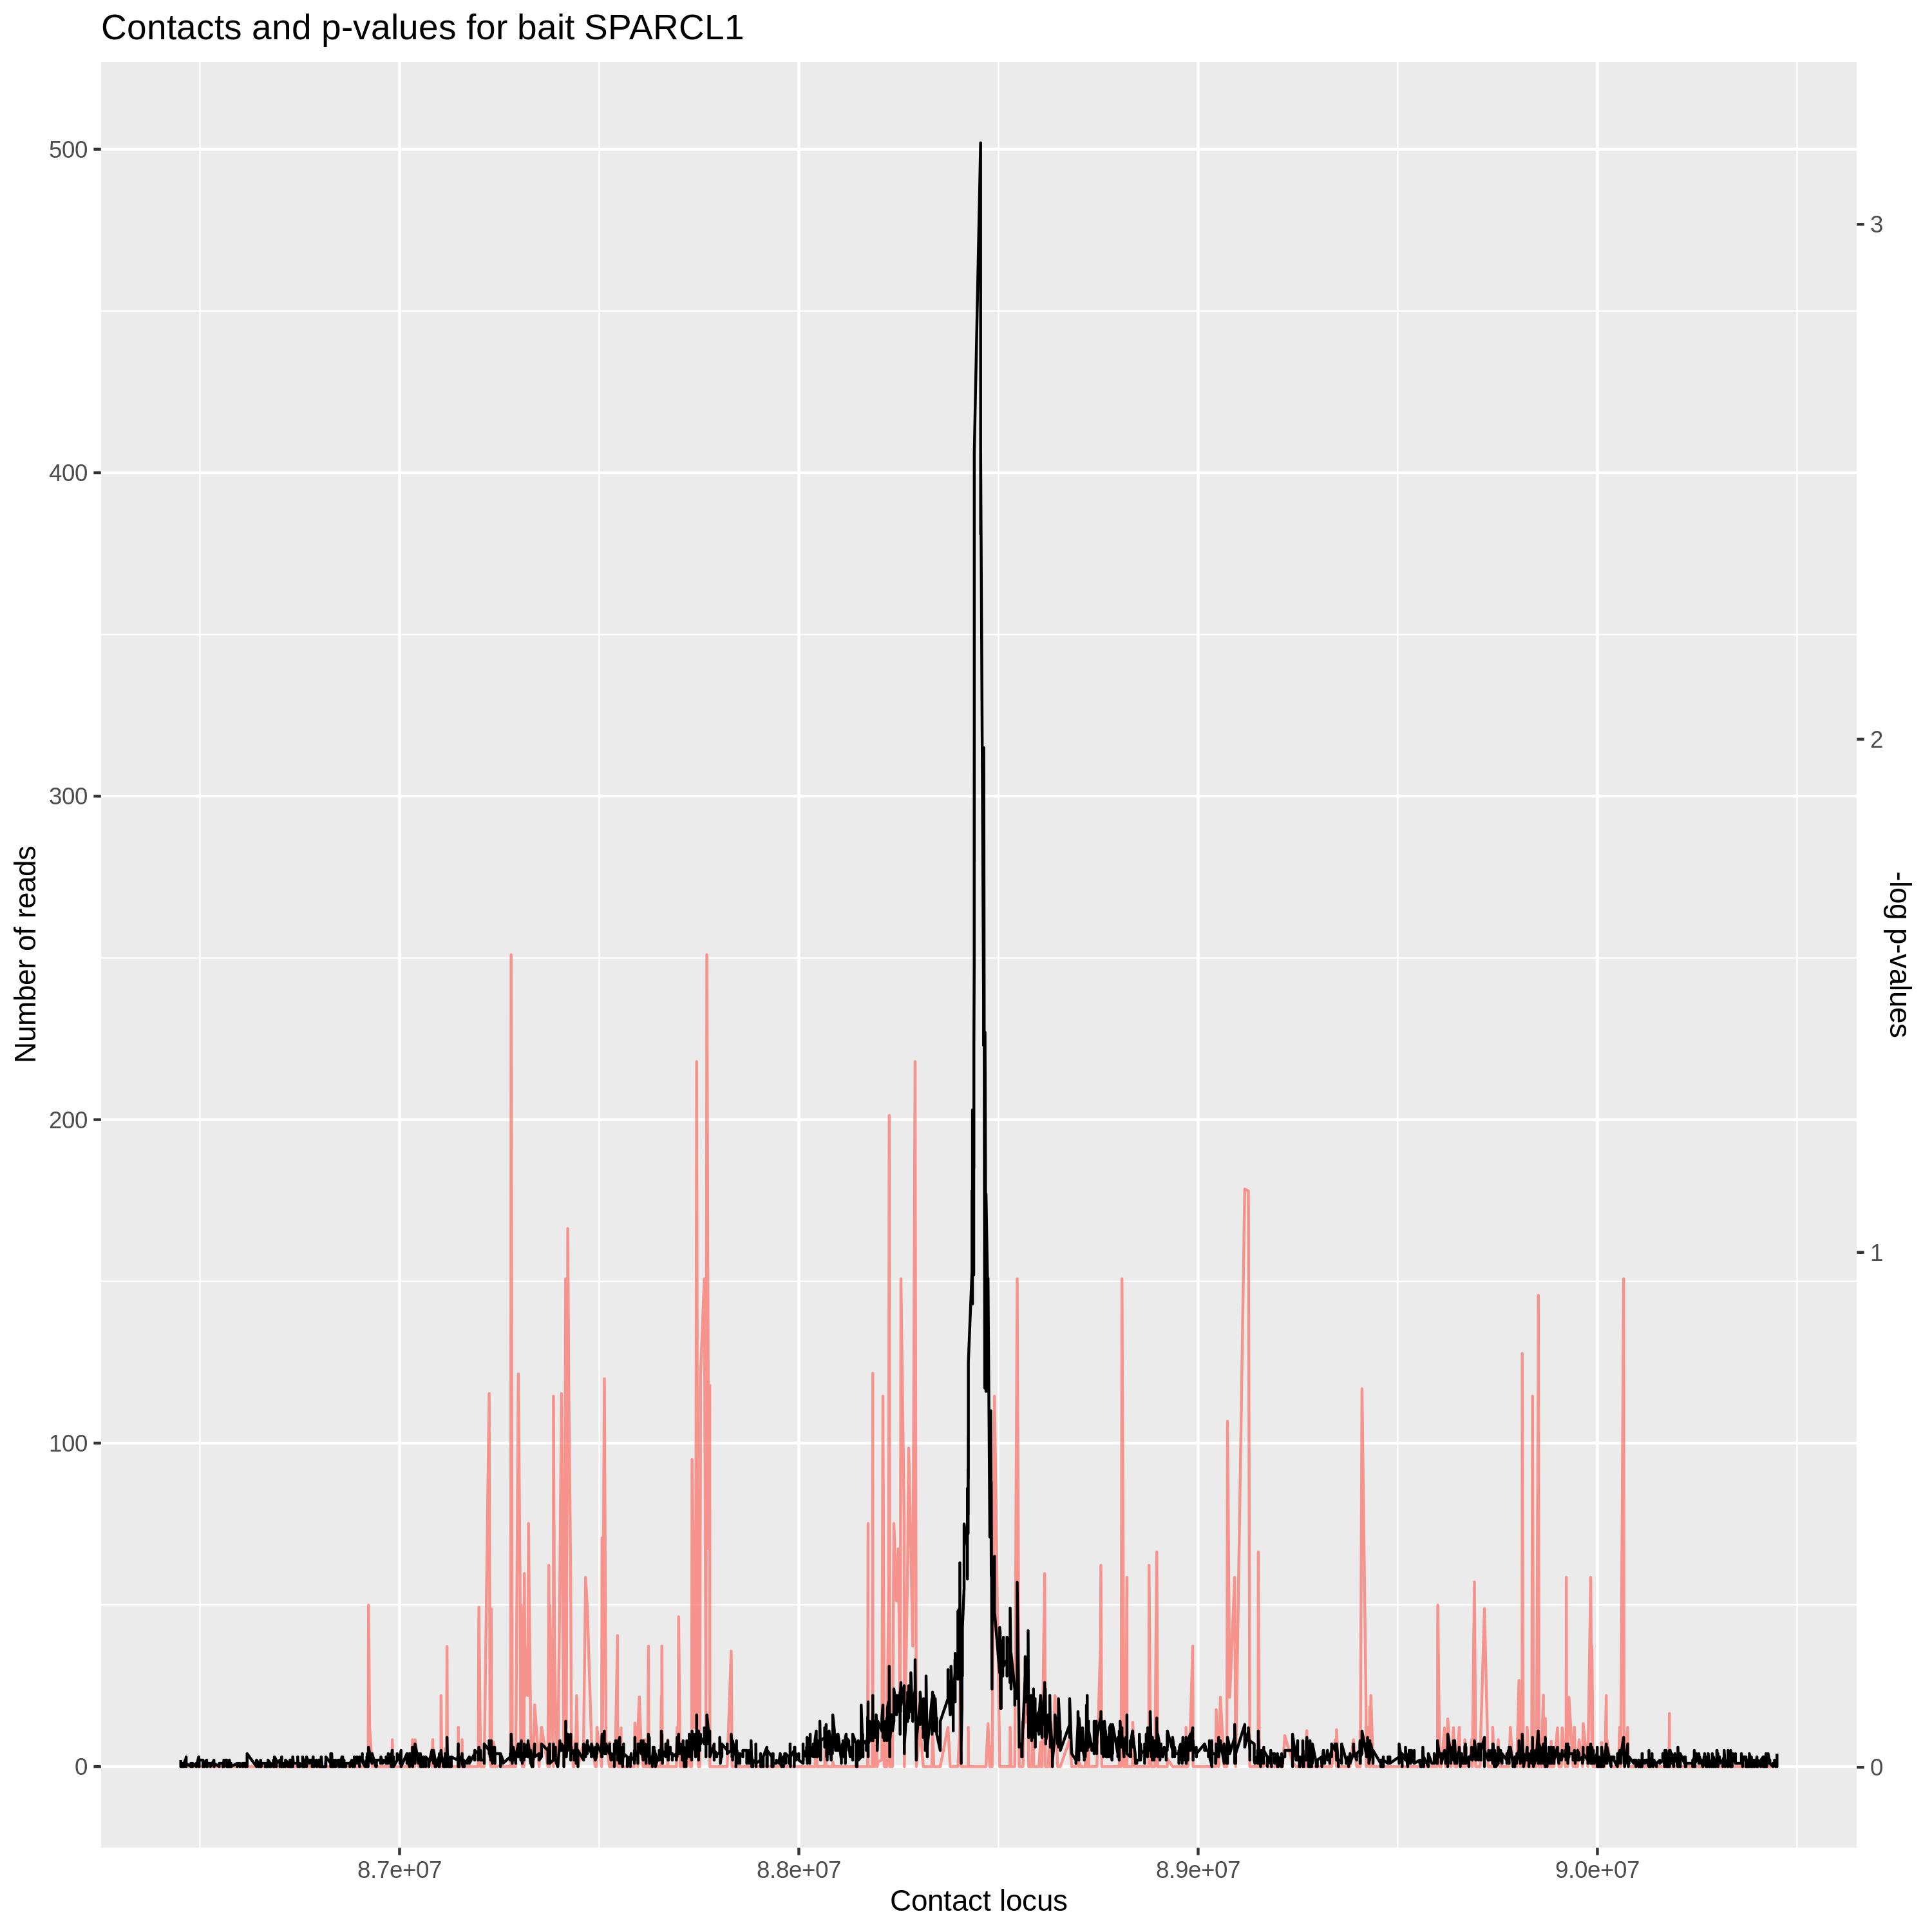 Contacts and p-values for bait SPARCL1
500
400
300
200
100
0
Number of reads
3
2
1
0
-log p-values
8.7e+07
8.8e+07
8.9e+07
9.0e+07
Contact locus